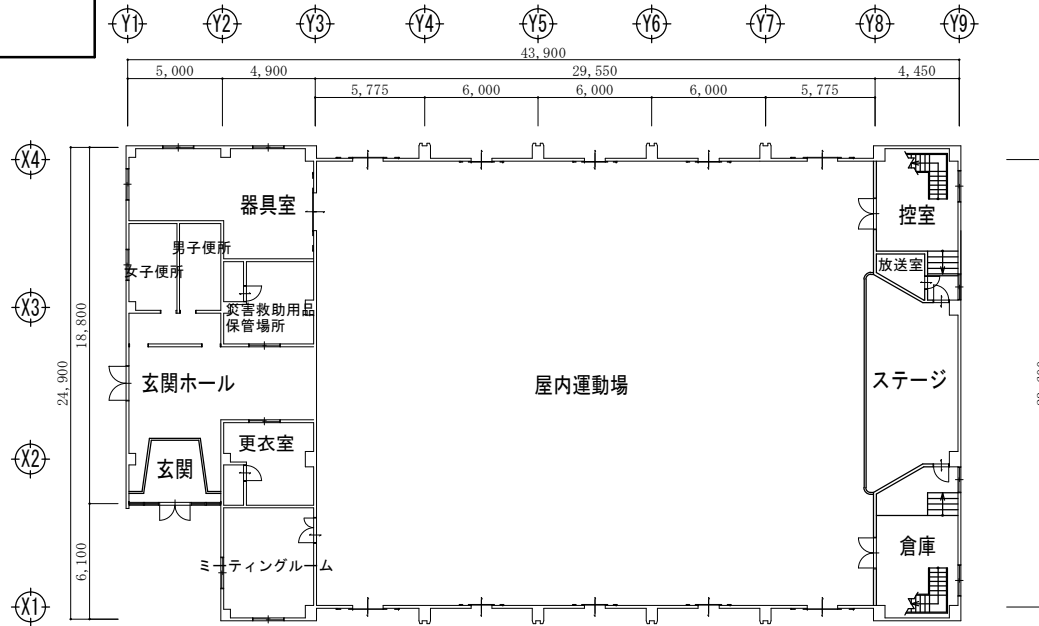 Y1 Y2 Y3 Y4 Y5 Y6 Y7 Y8 Y9
43,900
5,000 4,900 29,550 4,450
5,775 6,000 6,000 6,000 5,775
X4
器具室
控室
男子便所
女子便所
放送室
X3
災害救助用品
保管場所
18,800
24,900
玄関ホール
屋内運動場
ステージ
更衣室
X2
玄関
倉庫
6,100
ミーティングルーム
X1